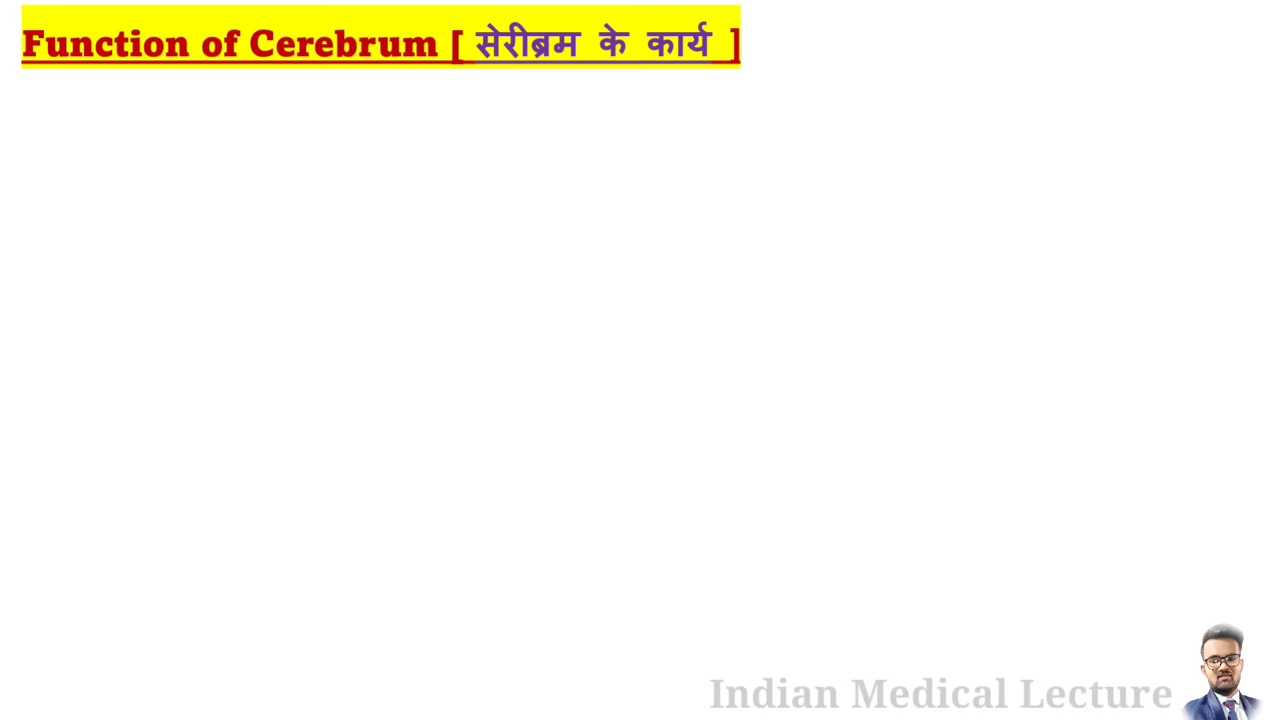 Function of Cerebrum [ सेरीब्रम के कार्य ]
Indian Medical Lecture